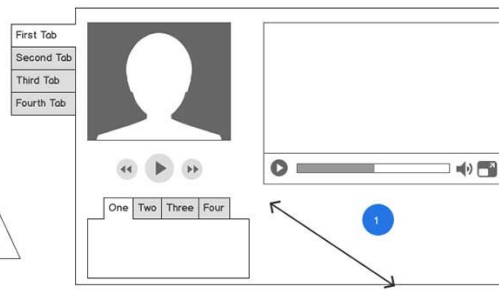 First Tab
Second Tab
Third Tab
Fourth Tab
One Two Three Four
1